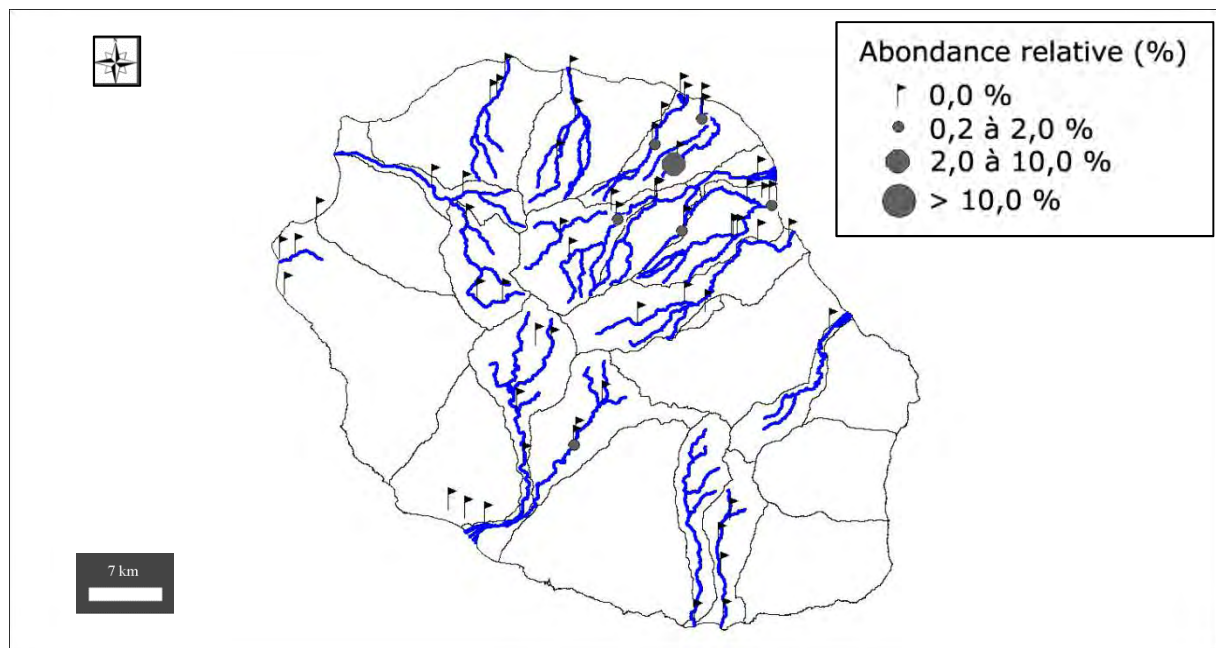 Abondance relative (%)
0,0 %
0,2 à 2,0 %
2,0 à 10,0 %
> 10,0 %
7 km